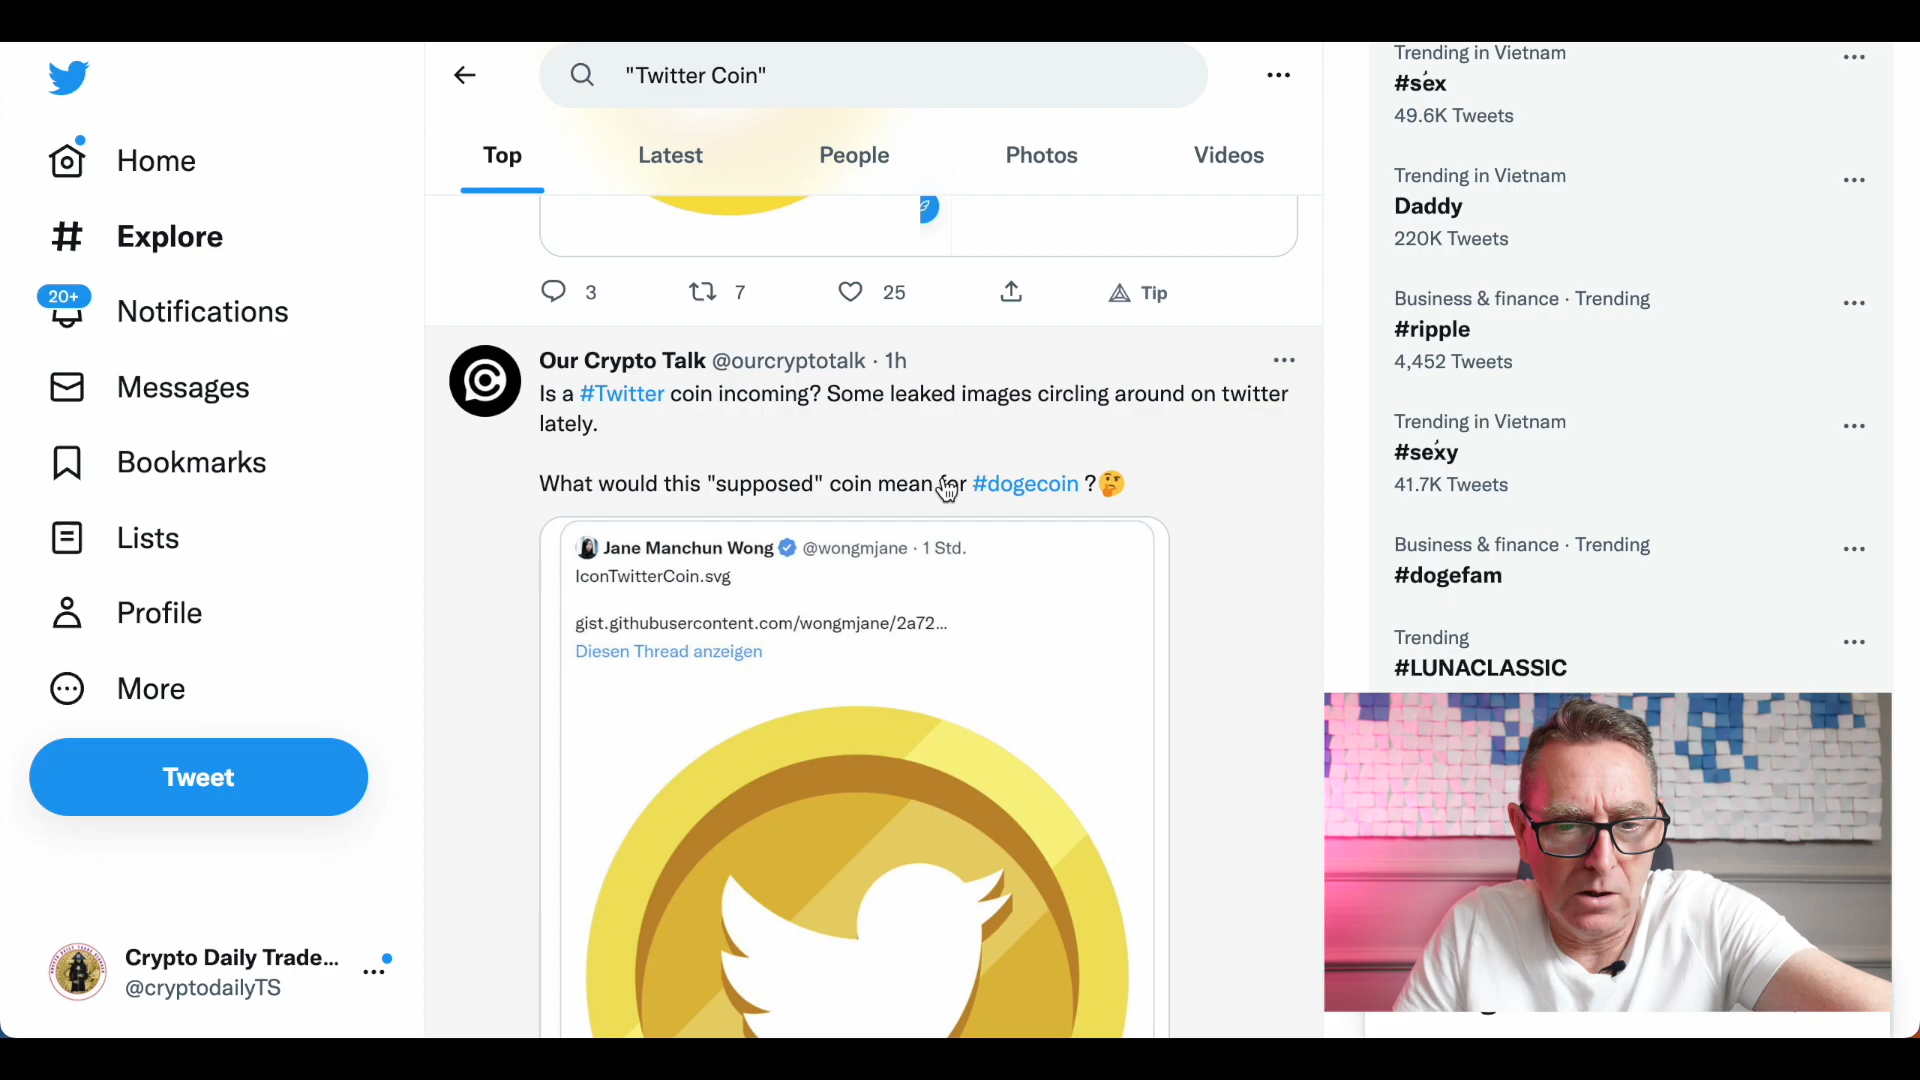 "Twitter Coin"
Top
Latest
People
Photos
Videos
Home
Explore
20+
Notifications
Messages
Bookmarks
Lists
Profile
More
Tweet
Crypto Daily Trade...
@cryptodailyTS
3
7
25
Tip
Our Crypto Talk @ourcryptotalk · 1h
Is a #Twitter coin incoming? Some leaked images circling around on twitter
lately.
What would this "supposed" coin mean for #dogecoin ?🤔
Jane Manchun Wong @wongmjane · 1 Std.
IconTwitterCoin.svg
gist.githubusercontent.com/wongmjane/2a72...
Diesen Thread anzeigen
Trending in Vietnam
#sẽx
49.6K Tweets
Trending in Vietnam
Daddy
220K Tweets
Business & finance · Trending
#ripple
4,452 Tweets
Trending in Vietnam
#sẽxy
41.7K Tweets
Business & finance · Trending
#dogefam
Trending
#LUNACLASSIC